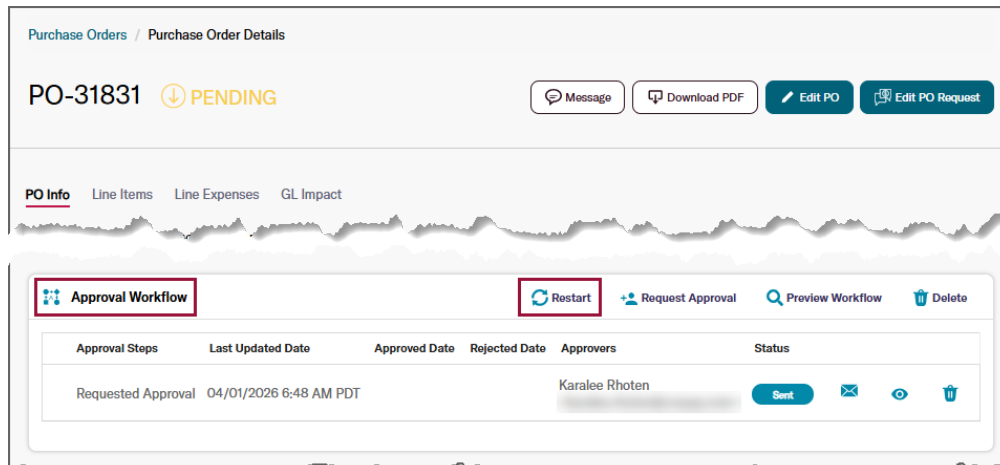 Purchase Orders / Purchase Order Details
PO-31831 PENDING
Message Download PDF Edit PO Edit PO Request
PO Info Line Items Line Expenses GL Impact
Approval Workflow Restart Request Approval Preview Workflow Delete
Approval Steps Last Updated Date Approved Date Rejected Date Approvers Status
Requested Approval 04/01/2026 6:48 AM PDT Karalee Rhoten Sent